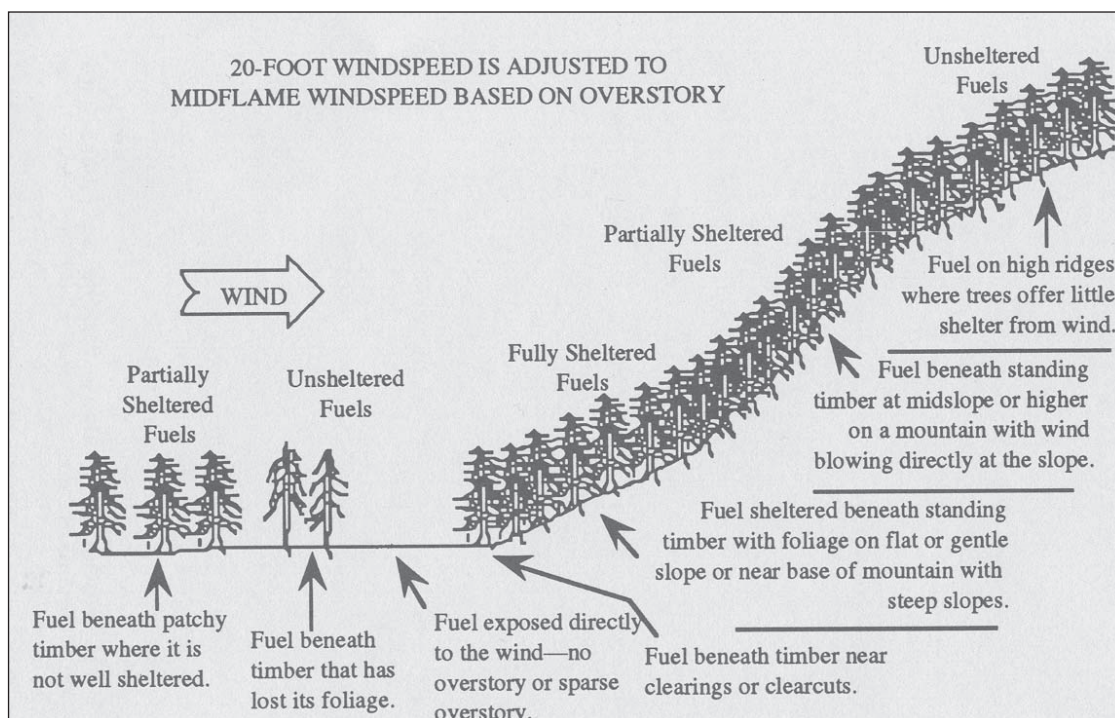 20-FOOT WINDSPEED IS ADJUSTED TO
MIDFLAME WINDSPEED BASED ON OVERSTORY
Unsheltered
Fuels
Partially Sheltered
Fuels
WIND
Fully Sheltered
Fuels
Partially
Sheltered
Fuels
Unsheltered
Fuels
Fuel on high ridges
where trees offer little
shelter from wind.
Fuel beneath standing
timber at midslope or higher
on a mountain with wind
blowing directly at the slope.
Fuel sheltered beneath standing
timber with foliage on flat or gentle
slope or near base of mountain with
steep slopes.
Fuel beneath patchy
timber where it is
not well sheltered.
Fuel beneath
timber that has
lost its foliage.
Fuel exposed directly
to the wind—no
overstory or sparse
overstory.
Fuel beneath timber near
clearings or clearcuts.